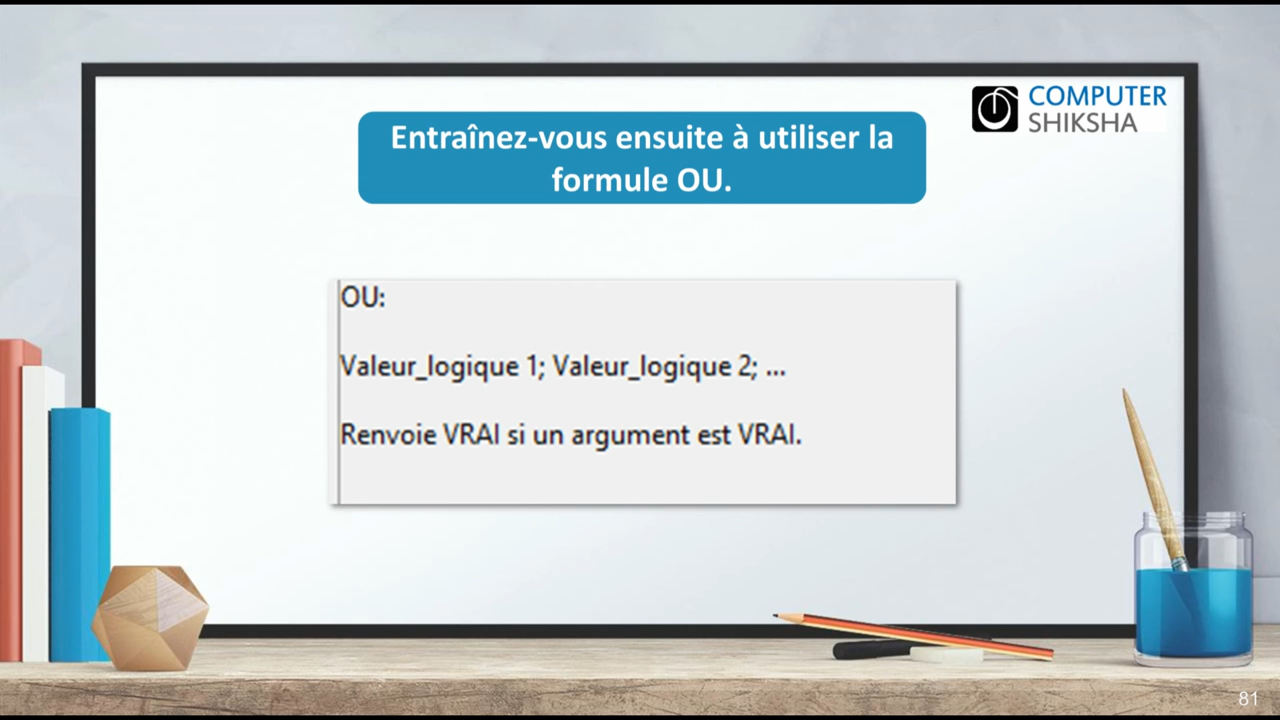 COMPUTER
SHIKSHA
Entraînez-vous ensuite à utiliser la
formule OU.
OU:
Valeur_logique 1; Valeur_logique 2; ...
Renvoie VRAI si un argument est VRAI.
81